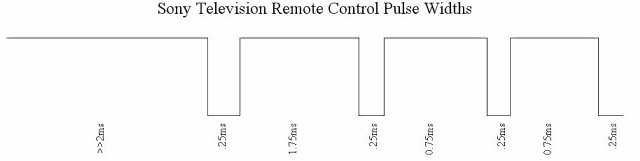 Sony Television Remote Control Pulse Widths
>>2ms
.25ms
1.75ms
.25ms
0.75ms
.25ms
0.75ms
.25ms